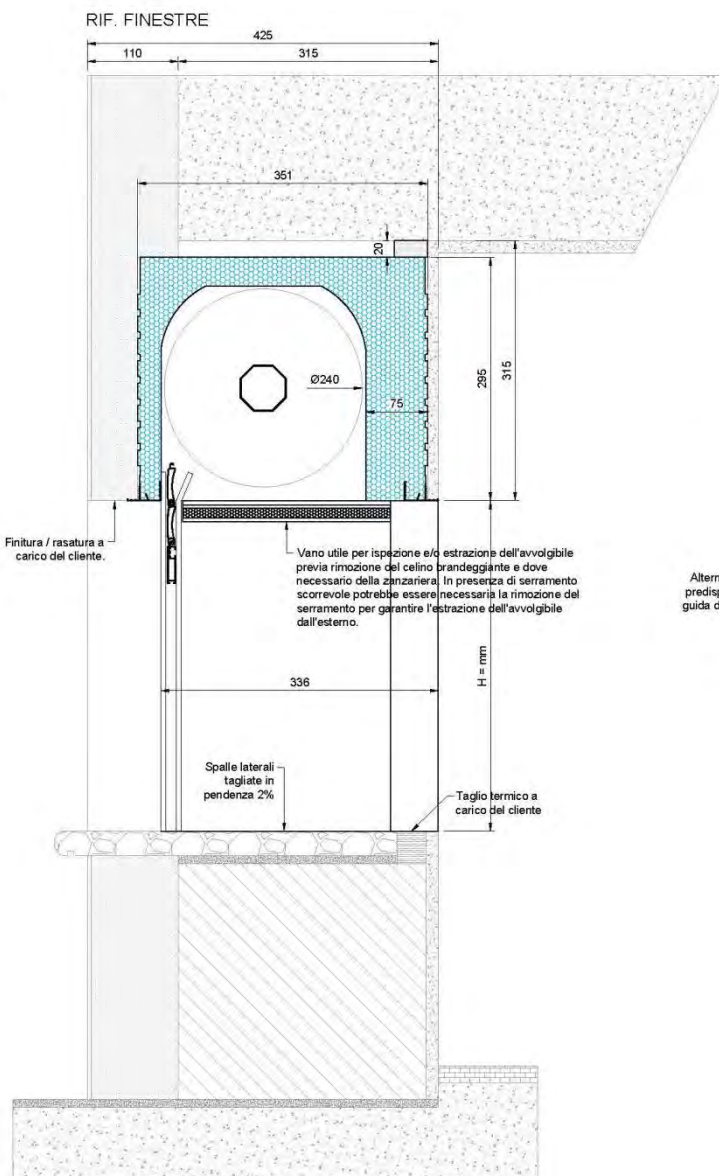 RIF. FINESTRE
425
110
315
351
20
295
315
Ø240
75
Finitura / rasatura a
carico del cliente.
Vano utile per ispezione e/o estrazione dell'avvolgibile
previa rimozione del celino brandeggiante e dove
necessario della zanzariera. In presenza di serramento
scorrevole potrebbe essere necessaria la rimozione del
serramento per garantire l'estrazione dell'avvolgibile
dall'esterno.
Altern
predisp
guida d
336
H = mm
Spalle laterali
tagliate in
pendenza 2%
Taglio termico a
carico del cliente